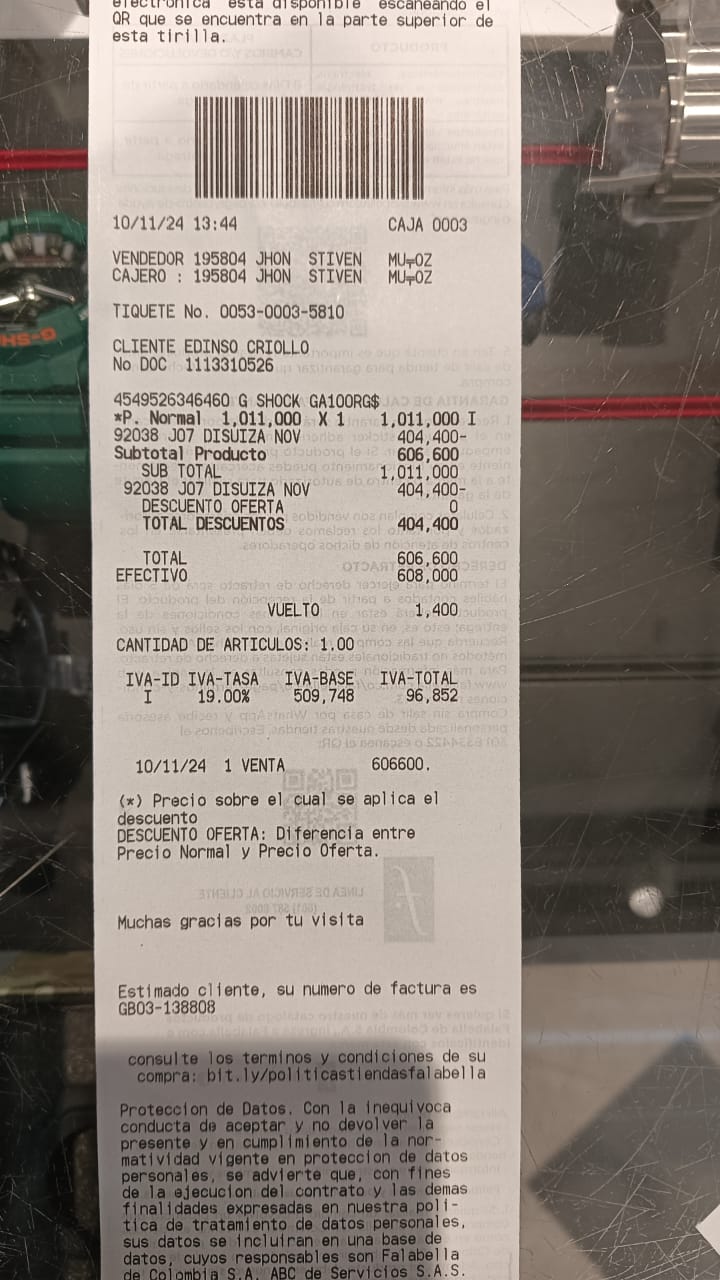 electronica esta disponible escaneando el
QR que se encuentra en la parte superior de
esta tirilla.
10/11/24 13:44 CAJA 0003
VENDEDOR 195804 JHON STIVEN MU╤OZ
CAJERO : 195804 JHON STIVEN MU╤OZ
TIQUETE No. 0053-0003-5810
CLIENTE EDINSO CRIOLLO
No DOC 1113310526
4549526346460 G SHOCK GA100RG$
*P. Normal 1,011,000 X 1 1,011,000 I
92038 J07 DISUIZA NOV 404,400-
Subtotal Producto 606,600
SUB TOTAL 1,011,000
92038 J07 DISUIZA NOV 404,400-
DESCUENTO OFERTA 0
TOTAL DESCUENTOS 404,400
TOTAL 606,600
EFECTIVO 608,000
VUELTO 1,400
CANTIDAD DE ARTICULOS: 1.00
IVA-ID IVA-TASA IVA-BASE IVA-TOTAL
I 19.00% 509,748 96,852
10/11/24 1 VENTA 606600.
(*) Precio sobre el cual se aplica el
descuento
DESCUENTO OFERTA: Diferencia entre
Precio Normal y Precio Oferta.
Muchas gracias por tu visita
Estimado cliente, su numero de factura es
GB03-138808
consulte los terminos y condiciones de su
compra: bit.ly/politicastiendasfalabella
Proteccion de Datos. Con la inequivoca
conducta de aceptar y no devolver la
presente y en cumplimiento de la nor-
matividad vigente en proteccion de datos
personales, se advierte que, con fines
de la ejecucion del contrato y las demas
finalidades expresadas en nuestra poli-
tica de tratamiento de datos personales,
sus datos se incluiran en una base de
datos, cuyos responsables son Falabella
de Colombia S.A. ABC de Servicios S.A.S.